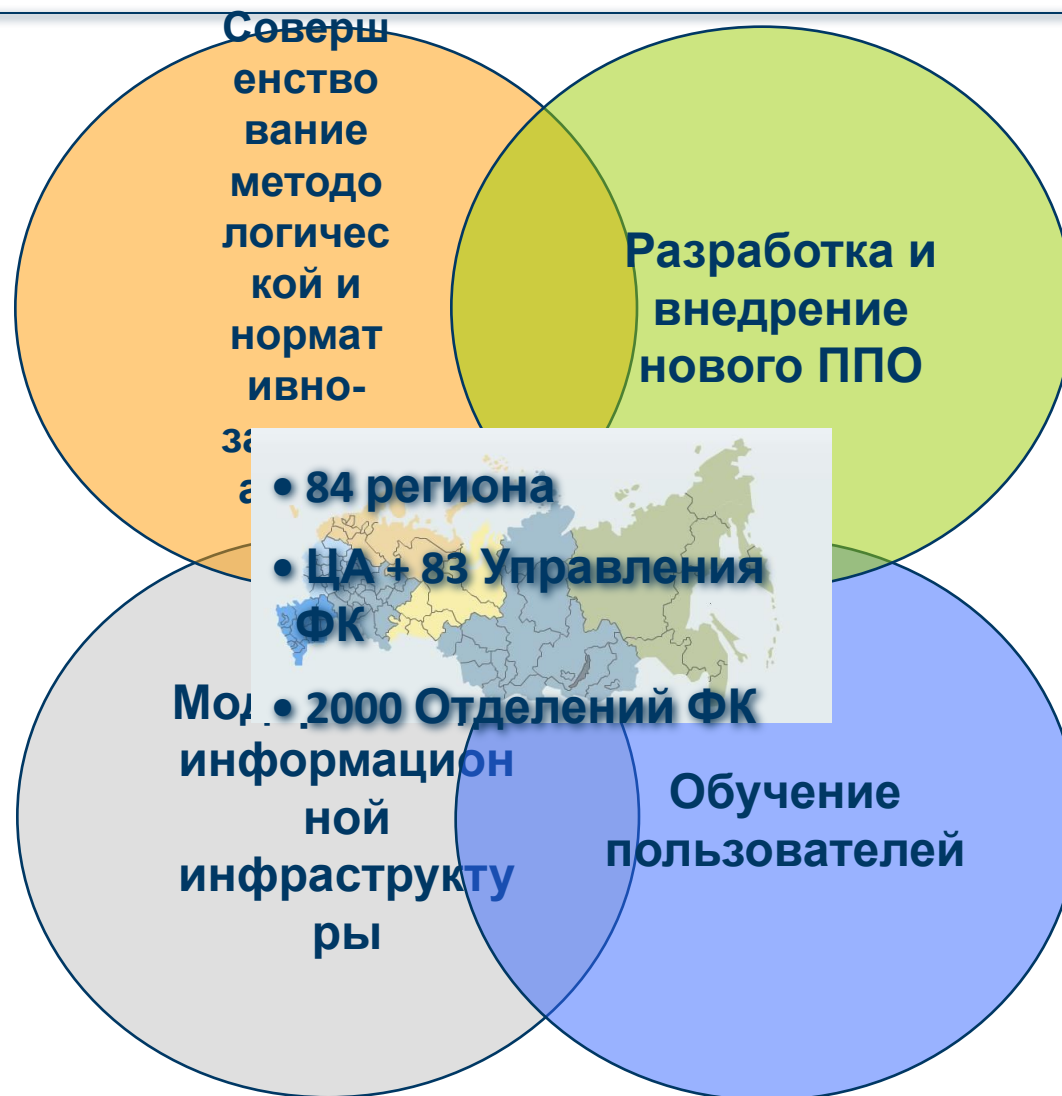 Соверш
енство
вание
методо
логичес
кой и
нормат
ивно-
Разработка и
внедрение
нового ППО
• 84 региона
• ЦА + 83 Управления
ФК
• 2000 Отделений ФК
информацион
ной
инфраструкту
ры
Обучение
пользователей